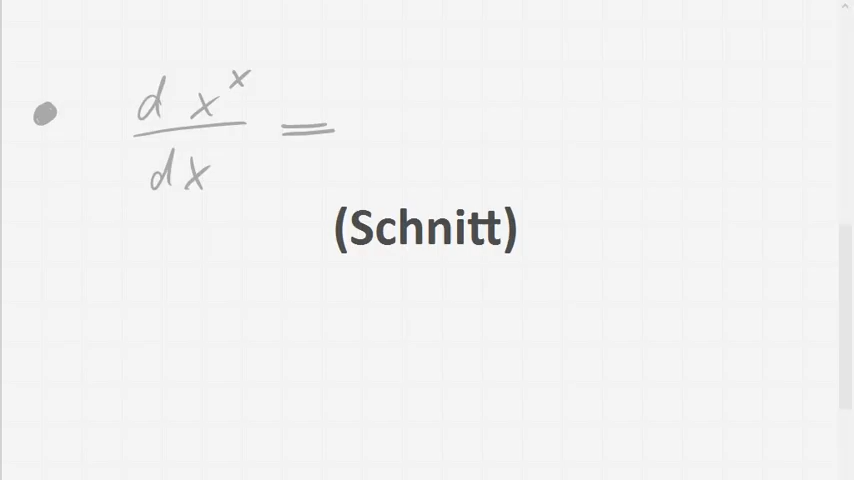 • d x^x
dx =
(Schnitt)